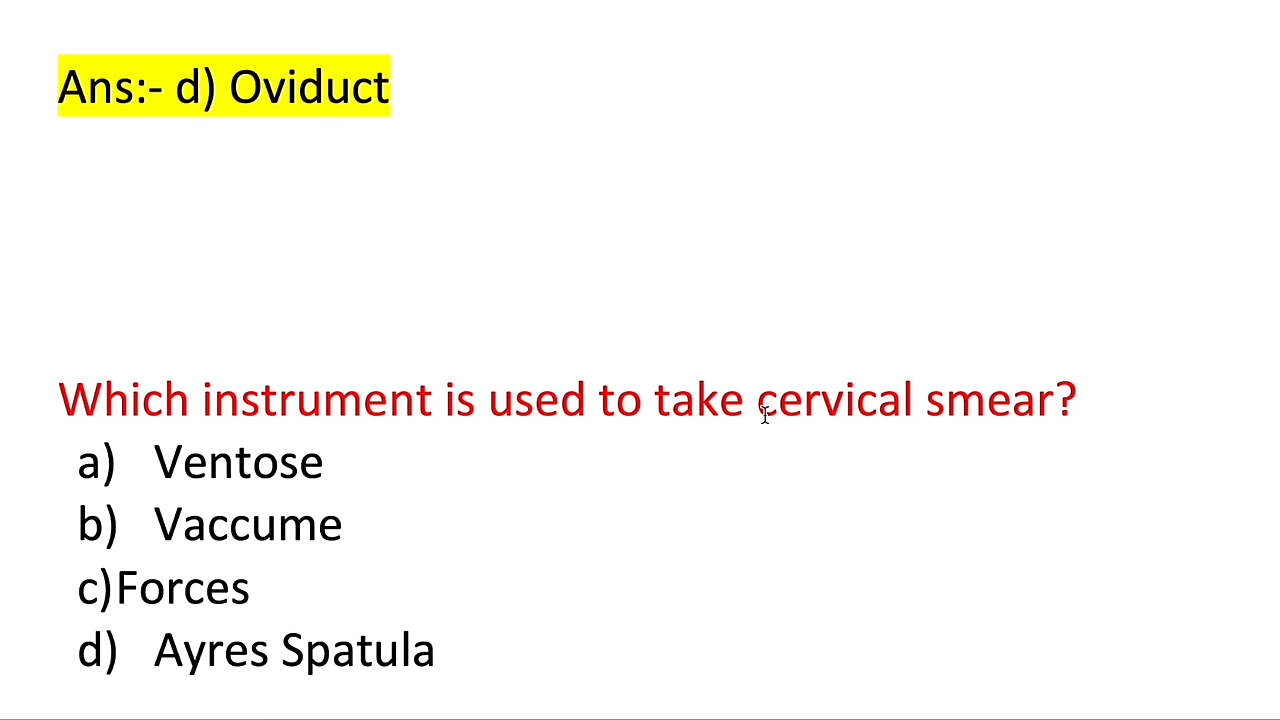 Ans:- d) Oviduct
Which instrument is used to take cervical smear?
a) Ventose
b) Vaccume
c)Forces
d) Ayres Spatula